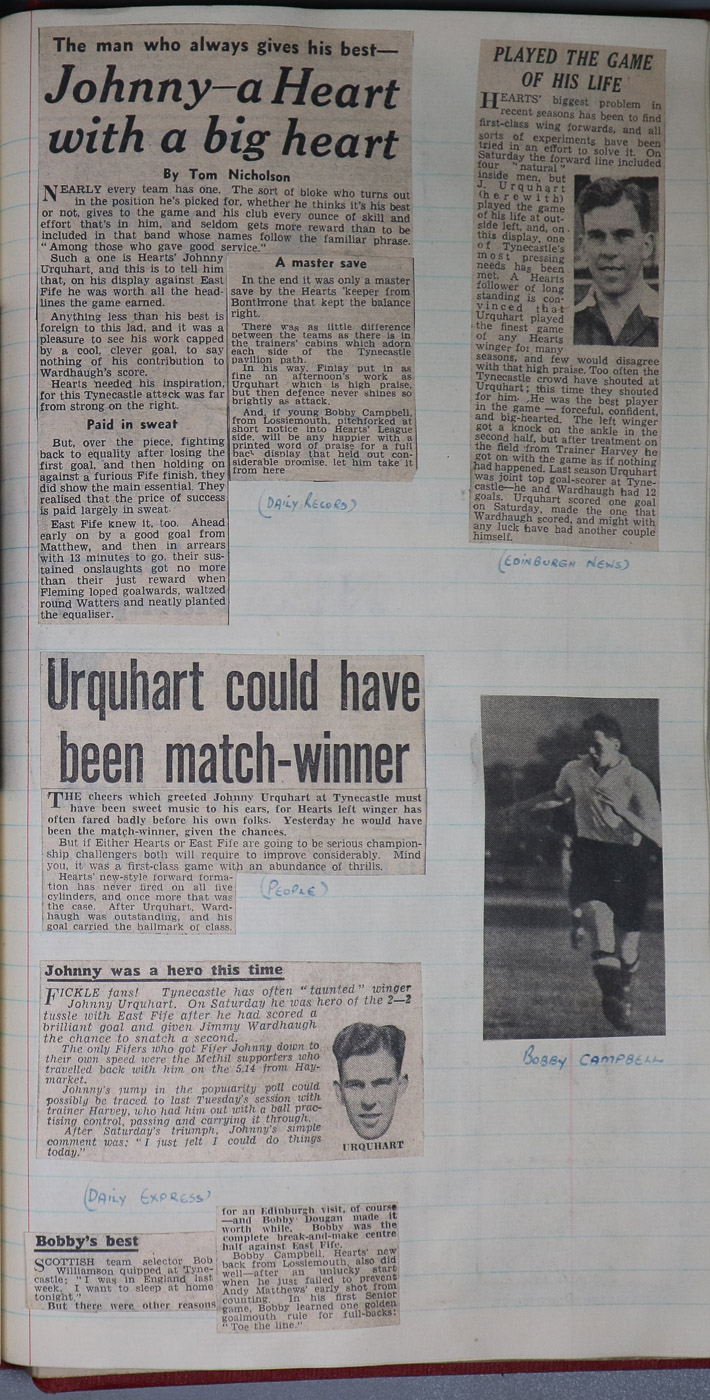 The man who always gives his best—
Johnny–a Heart
with a big heart
By Tom Nicholson
NEARLY every team has one. The sort of bloke who turns out
in the position he's picked for, whether he thinks it's his best
or not, gives to the game and his club every ounce of skill and
effort that's in him, and seldom gets more reward than to be
included in that band whose names follow the familiar phrase.
"Among those who gave good service."
Such a one is Hearts' Johnny
Urquhart, and this is to tell him
that, on his display against East
Fife he was worth all the head-
lines the game earned.
Anything less than his best is
foreign to this lad, and it was a
pleasure to see his work capped
by a cool, clever goal, to say
nothing of his contribution to
Wardhaugh's score.
Hearts needed his inspiration,
for this Tynecastle attack was far
from strong on the right.
Paid in sweat
But, over the piece, fighting
back to equality after losing the
first goal, and then holding on
against a furious Fife finish, they
did show the main essential. They
realised that the price of success
is paid largely in sweat.
East Fife knew it, too. Ahead
early on by a good goal from
Matthew, and then in arrears
with 13 minutes to go, their sus-
tained onslaughts got no more
than their just reward when
Fleming loped goalwards, waltzed
round Watters and neatly planted
the equaliser.
A master save
In the end it was only a master
save by the Hearts 'keeper from
Bonthrone that kept the balance
right.
There was as little difference
between the teams as there is in
the trainers' cabins which adorn
each side of the Tynecastle
pavilion path.
In his way, Finlay put in as
fine an afternoon's work as
Urquhart which is high praise,
but then defence never shines so
brightly as attack.
And, if young Bobby Campbell,
from Lossiemouth, pitchforked at
short notice into Hearts' League
side, will be any happier with a
printed word of praise for a full
back display that held out con-
siderable promise, let him take it
from here
(DAILY RECORD)
PLAYED THE GAME
OF HIS LIFE
HEARTS' biggest problem in
recent seasons has been to find
first-class wing forwards, and all
sorts of experiments have been
tried in an effort to solve it. On
Saturday the forward line included
four "natural"
inside men, but
J. Urquhart
(herewith)
played the game
of his life at out-
side left, and, on
this display, one
of Tynecastle's
most pressing
needs has been
met. A Hearts
follower of long
standing is con-
vinced that
Urquhart played
the finest game
of any Hearts
winger for many
seasons, and few would disagree
with that high praise. Too often the
Tynecastle crowd have shouted at
Urquhart; this time they shouted
for him. He was the best player
in the game — forceful, confident,
and big-hearted. The left winger
got a knock on the ankle in the
second half, but after treatment on
the field from Trainer Harvey he
got on with the game as if nothing
had happened. Last season Urquhart
was joint top goal-scorer at Tyne-
castle—he and Wardhaugh had 12
goals. Urquhart scored one goal
on Saturday, made the one that
Wardhaugh scored, and might with
any luck have had another couple
himself.
(EDINBURGH NEWS)
Urquhart could have
been match-winner
THE cheers which greeted Johnny Urquhart at Tynecastle must
have been sweet music to his ears, for Hearts left winger has
often fared badly before his own folks. Yesterday he would have
been the match-winner, given the chances.
But if Either Hearts or East Fife are going to be serious champion-
ship challengers both will require to improve considerably. Mind
you, it was a first-class game with an abundance of thrills.
Hearts' new-style forward forma-
tion has never fired on all five
cylinders, and once more that was
the case. After Urquhart, Ward-
haugh was outstanding, and his
goal carried the hallmark of class.
(PEOPLE)
Johnny was a hero this time
FICKLE fans! Tynecastle has often "taunted" winger
Johnny Urquhart. On Saturday he was hero of the 2—2
tussle with East Fife after he had scored a
brilliant goal and given Jimmy Wardhaugh
the chance to snatch a second.
The only Fifers who got Fifer Johnny down to
their own speed were the Methil supporters who
travelled back with him on the 5.14 from Hay-
market.
Johnny's jump in the popularity poll could
possibly be traced to last Tuesday's session with
trainer Harvey, who had him out with a ball prac-
tising control, passing and carrying it through.
After Saturday's triumph, Johnny's simple
comment was: "I just felt I could do things
today."
URQUHART
BOBBY CAMPBELL
(DAILY EXPRESS)
Bobby's best
SCOTTISH team selector Bob
Williamson quipped at Tyne-
castle: "I was in England last
week. I want to sleep at home
tonight."
But there were other reasons
for an Edinburgh visit, of course
—and Bobby Dougan made it
worth while. Bobby was the
complete break-and-make centre
half against East Fife.
Bobby Campbell, Hearts' new
back from Lossiemouth, also did
well—after an unlucky start
when he just failed to prevent
Andy Matthews' early shot from
counting. In his first Senior
game, Bobby learned one golden
goalmouth rule for full-backs:
"Toe the line."